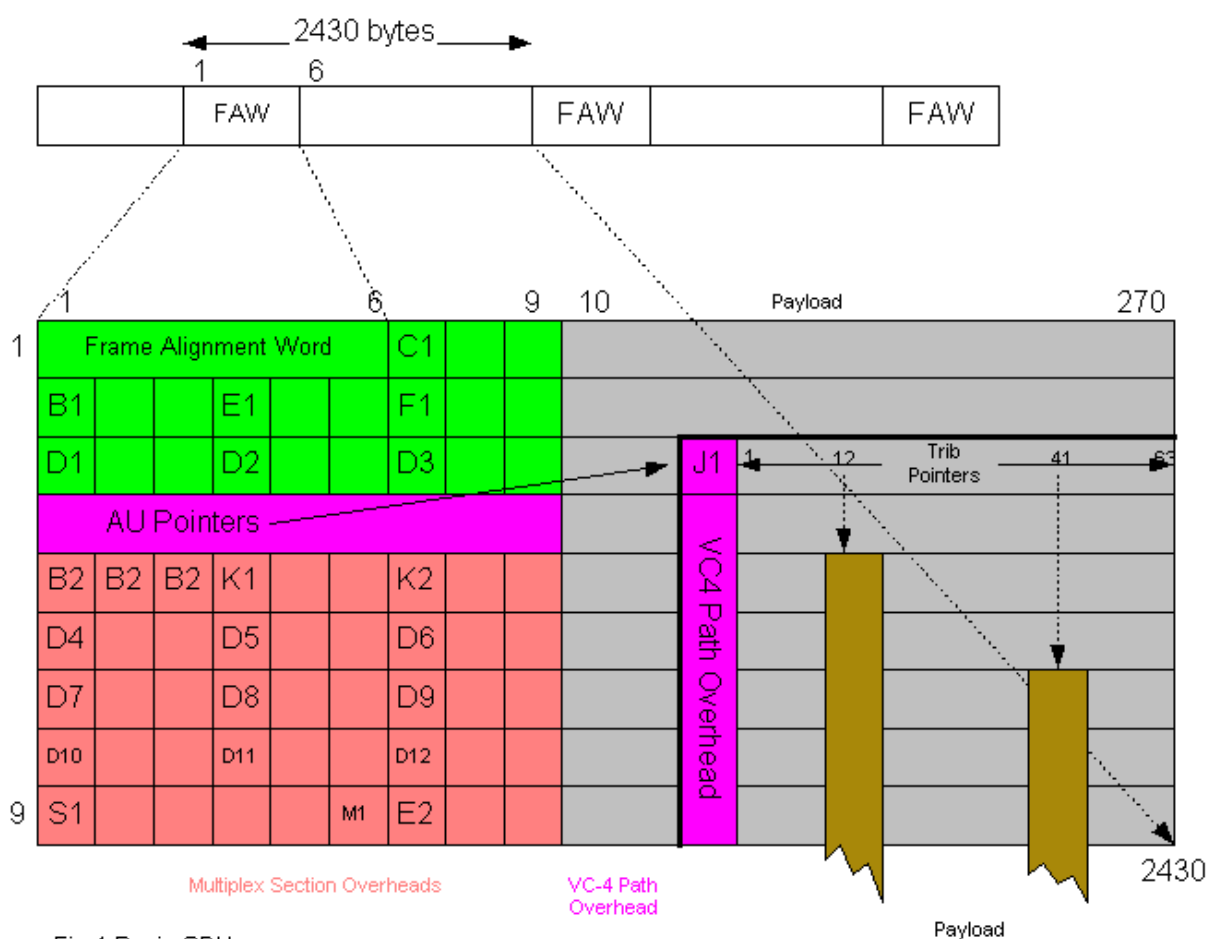 2430 bytes
1 6
FAW FAW FAW
1 6 9 10 Payload 270
1 Frame Alignment Word C1
B1 E1 F1
D1 D2 D3 J1 1 12 Trib Pointers 41 63
AU Pointers
VC4 Path Overhead
B2 B2 B2 K1 K2
D4 D5 D6
D7 D8 D9
D10 D11 D12
9 S1 M1 E2
2430
Multiplex Section Overheads
VC-4 Path
Overhead
Payload